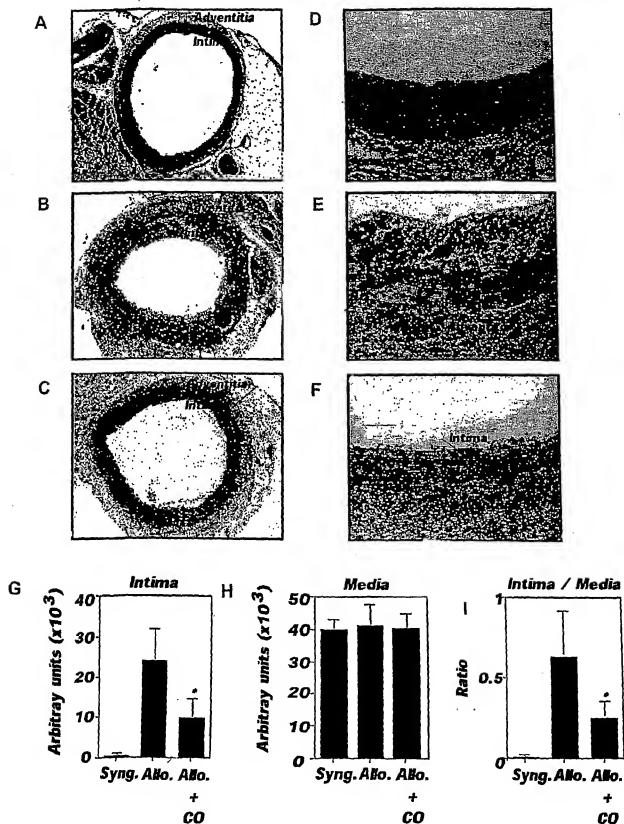 A
Adventitia
Intima
D
B
E
C
Adventitia
Intima
F
Intima
G
Intima
Arbitray units (x10³)
40
30
20
10
0
Syng. Allo. Allo.
+
CO
H
Media
Arbitray units (x10³)
50
40
30
20
10
0
Syng. Allo. Allo.
+
CO
I
Intima / Media
Ratio
1
0.5
0
*
*
Syng. Allo. Allo.
+
CO